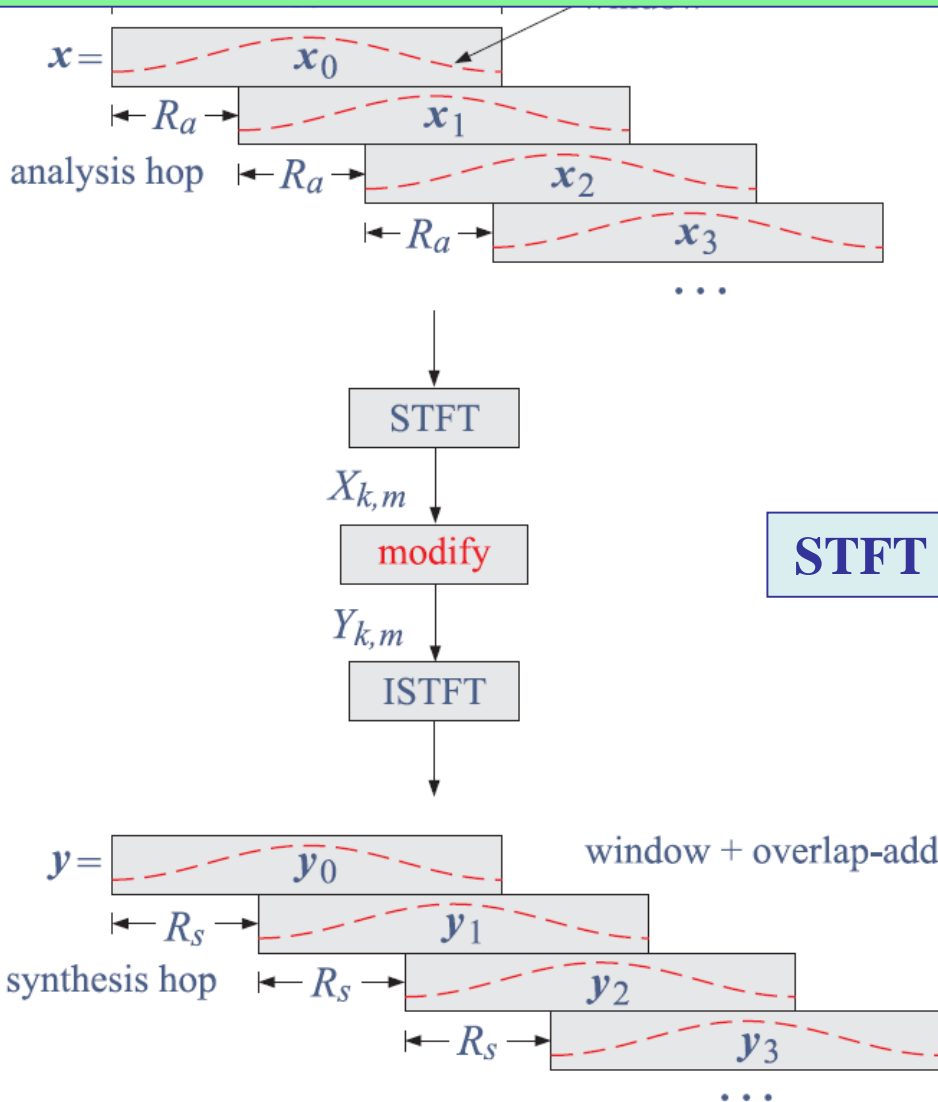 x=
x0
Ra
x1
analysis hop
Ra
x2
Ra
x3
...
STFT
Xk,m
modify
STFT
Yk,m
ISTFT
y=
y0
window + overlap-add
Rs
y1
synthesis hop
Rs
y2
Rs
y3
...